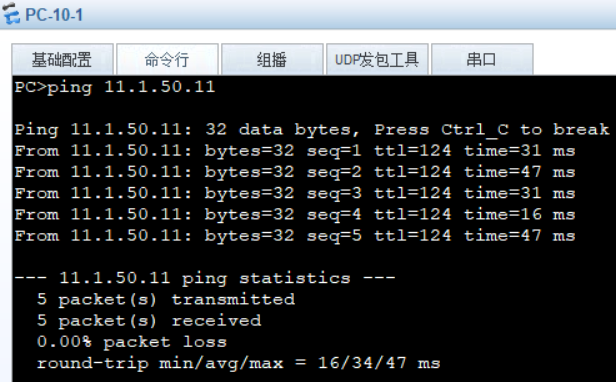 PC-10-1
基础配置 命令行 组播 UDP发包工具 串口
PC>ping 11.1.50.11
Ping 11.1.50.11: 32 data bytes, Press Ctrl_C to break
From 11.1.50.11: bytes=32 seq=1 ttl=124 time=31 ms
From 11.1.50.11: bytes=32 seq=2 ttl=124 time=47 ms
From 11.1.50.11: bytes=32 seq=3 ttl=124 time=31 ms
From 11.1.50.11: bytes=32 seq=4 ttl=124 time=16 ms
From 11.1.50.11: bytes=32 seq=5 ttl=124 time=47 ms
--- 11.1.50.11 ping statistics ---
5 packet(s) transmitted
5 packet(s) received
0.00% packet loss
round-trip min/avg/max = 16/34/47 ms